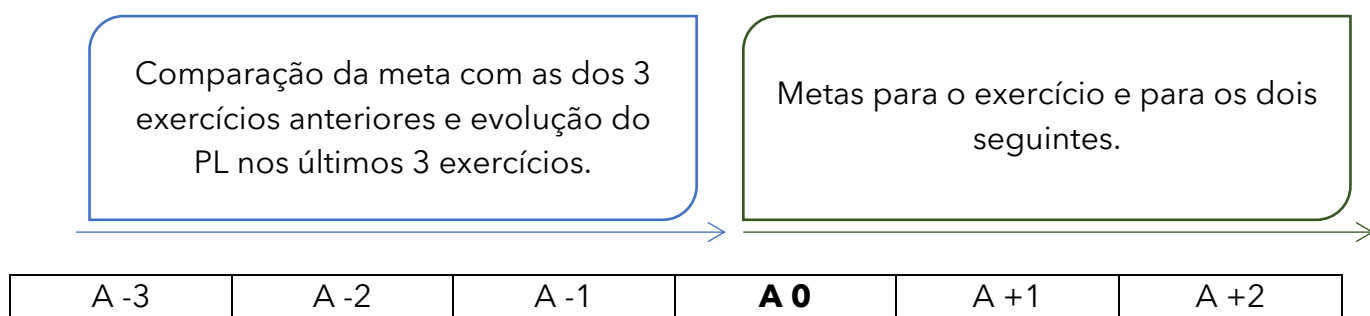 Comparação da meta com as dos 3
exercícios anteriores e evolução do
PL nos últimos 3 exercícios.
Metas para o exercício e para os dois
seguintes.
A -3 A -2 A -1 A 0 A +1 A +2